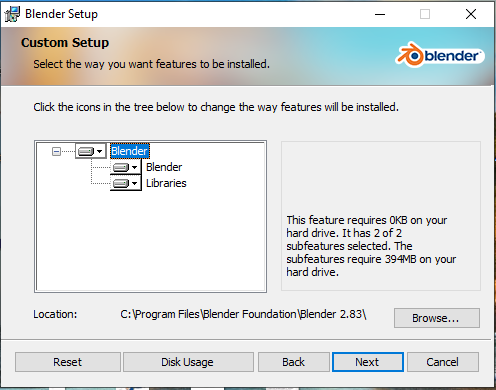 Blender Setup
Custom Setup
Select the way you want features to be installed.
blender
Click the icons in the tree below to change the way features will be installed.
Blender
Blender
Libraries
This feature requires 0KB on your
hard drive. It has 2 of 2
subfeatures selected. The
subfeatures require 394MB on your
hard drive.
Location: C:\Program Files\Blender Foundation\Blender 2.83\
Browse...
Reset Disk Usage Back Next Cancel